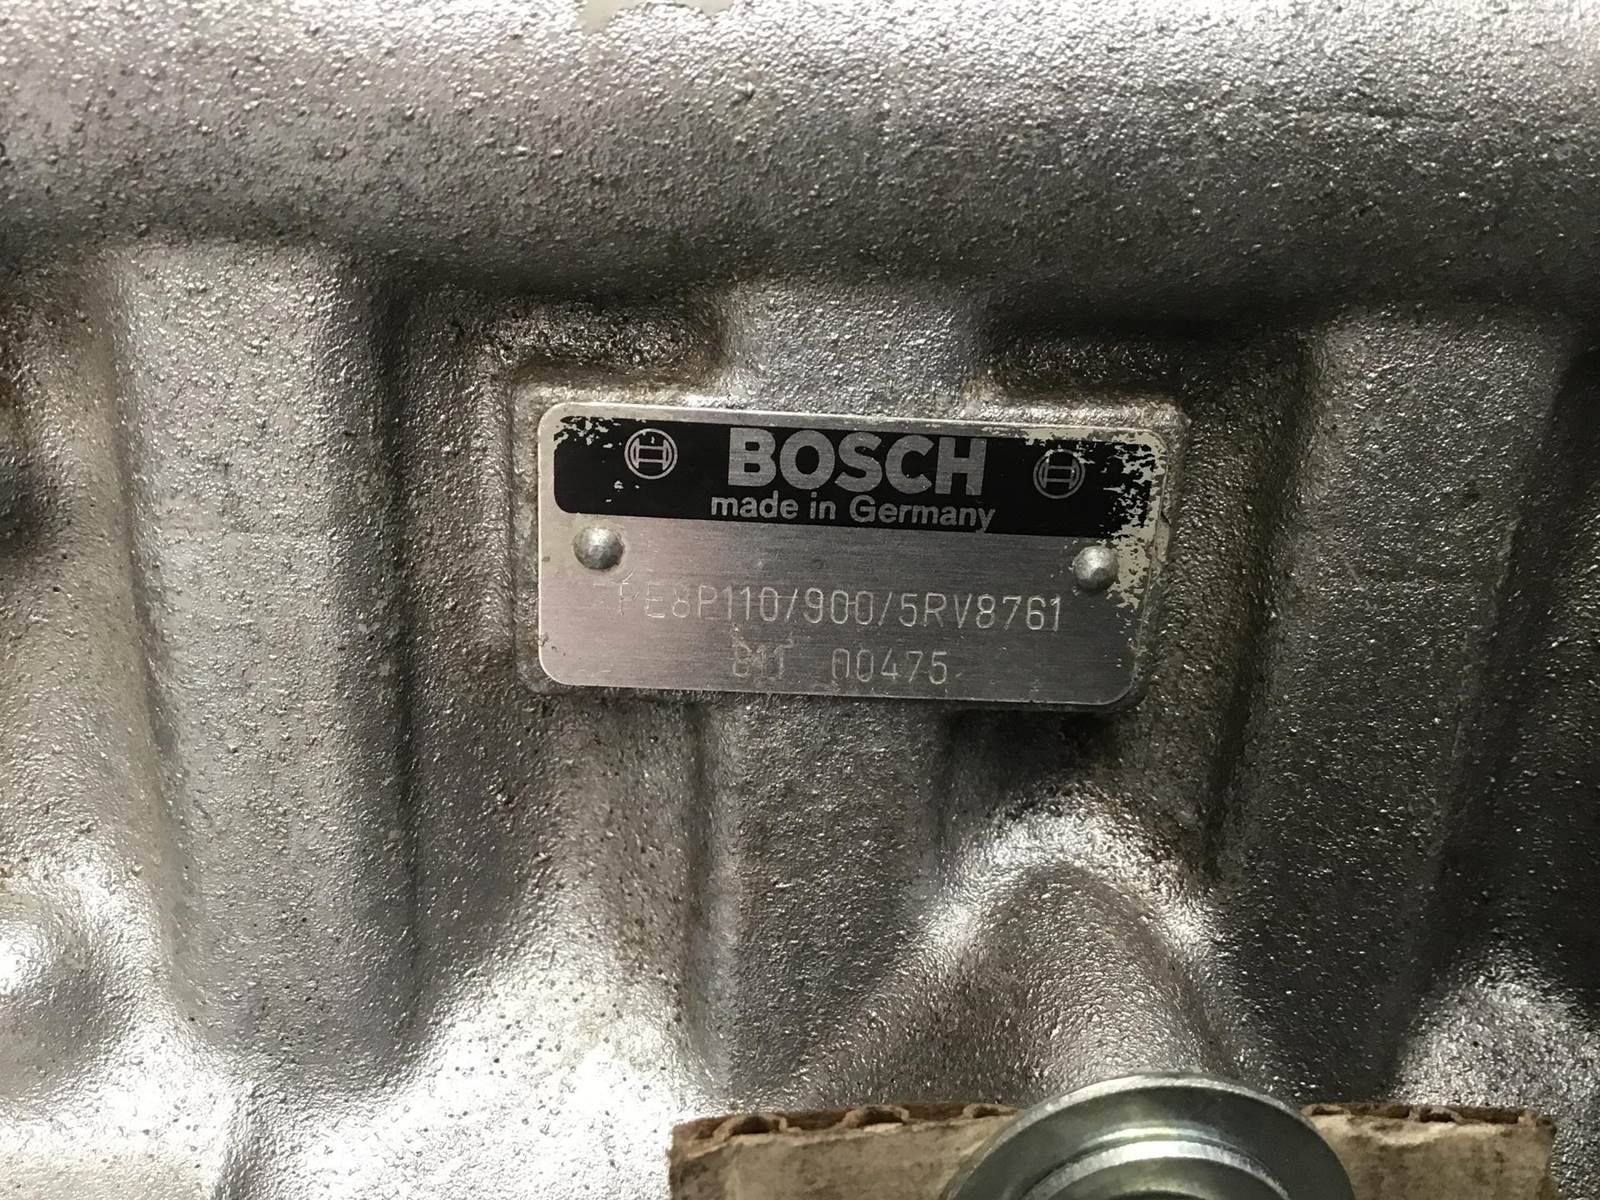 BOSCH
made in Germany
PE8P110/900/5RV8761
811 00475